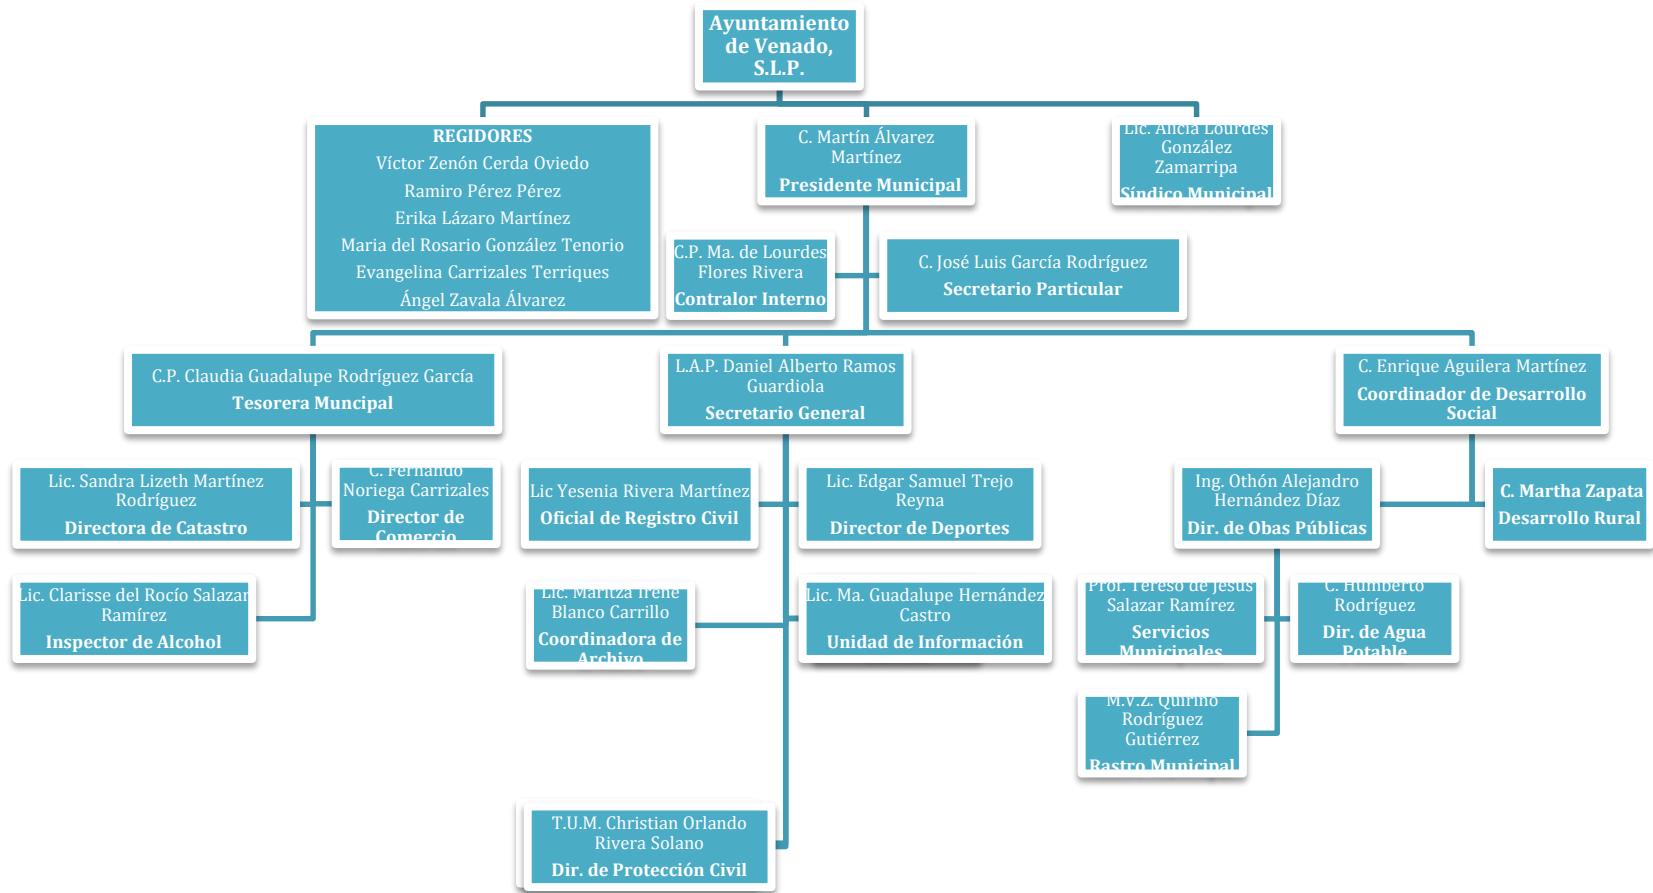 Ayuntamiento
de Venado,
S.L.P.
REGIDORES
Víctor Zenón Cerda Oviedo
Ramiro Pérez Pérez
Erika Lázaro Martínez
Maria del Rosario González Tenorio
Evangelina Carrizales Terriques
Ángel Zavala Álvarez
C. Martín Álvarez
Martínez
Presidente Municipal
Lic. Alicia Lourdes
González
Zamarripa
Síndico Municipal
C.P. Ma. de Lourdes
Flores Rivera
Contralor Interno
C. José Luis García Rodríguez
Secretario Particular
C.P. Claudia Guadalupe Rodríguez García
Tesorera Muncipal
L.A.P. Daniel Alberto Ramos
Guardiola
Secretario General
C. Enrique Aguilera Martínez
Coordinador de Desarrollo
Social
Lic. Sandra Lizeth Martínez
Rodríguez
Directora de Catastro
C. Fernando
Noriega Carrizales
Director de
Comercio
Lic Yesenia Rivera Martínez
Oficial de Registro Civil
Lic. Edgar Samuel Trejo
Reyna
Director de Deportes
Ing. Othón Alejandro
Hernández Díaz
Dir. de Obas Públicas
C. Martha Zapata
Desarrollo Rural
Lic. Clarisse del Rocío Salazar
Ramírez
Inspector de Alcohol
Lic. Maritza Irene
Blanco Carrillo
Coordinadora de
Archivo
Lic. Ma. Guadalupe Hernández
Castro
Unidad de Información
Prof. Tereso de Jesús
Salazar Ramírez
Servicios
Municipales
C. Humberto
Rodríguez
Dir. de Agua
Potable
M.V.Z. Quirino
Rodríguez
Gutiérrez
Rastro Municipal
T.U.M. Christian Orlando
Rivera Solano
Dir. de Protección Civil